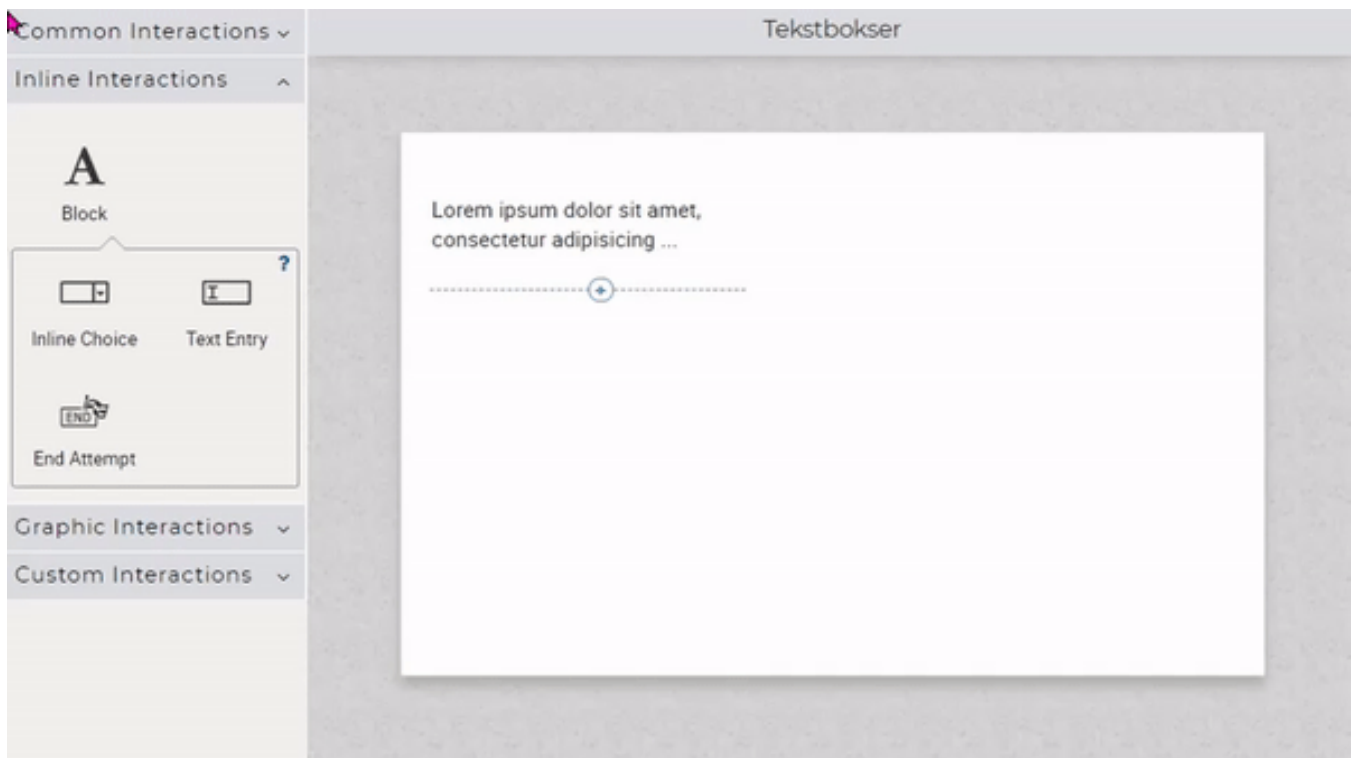 Common Interactions
Inline Interactions
A
Block
?
Inline Choice
Text Entry
END
End Attempt
Graphic Interactions
Custom Interactions
Tekstbokser
Lorem ipsum dolor sit amet,
consectetur adipisicing ...